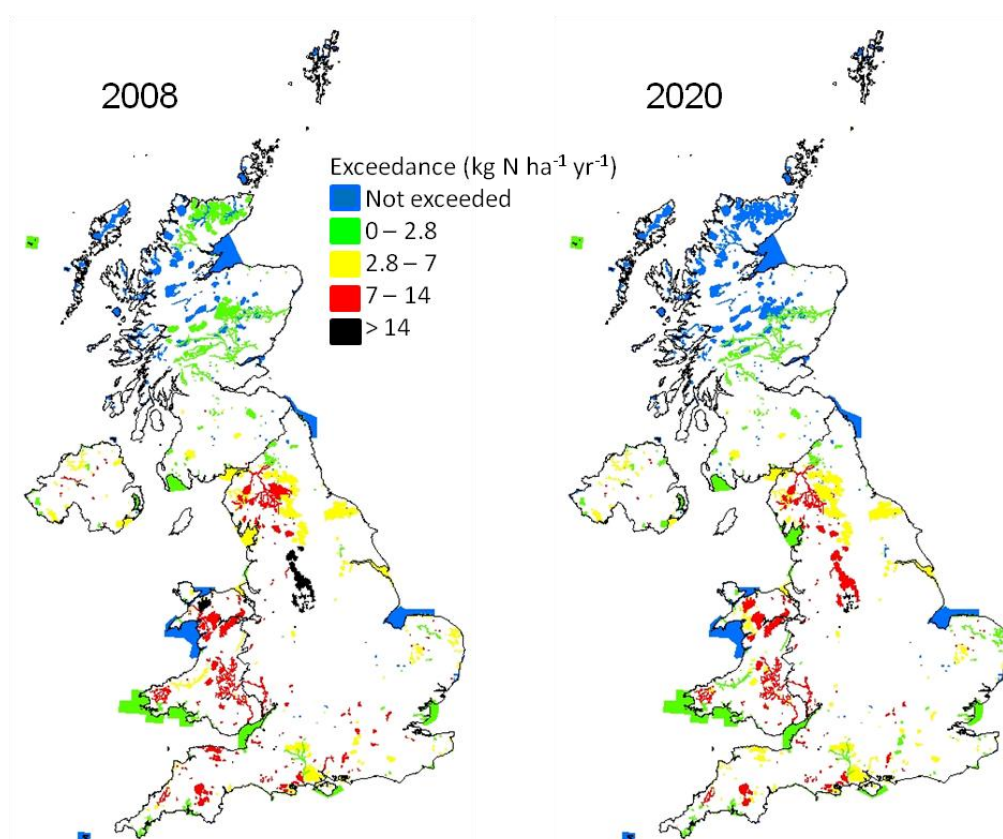 2008
2020
Exceedance (kg N ha⁻¹ yr⁻¹)
Not exceeded
0 – 2.8
2.8 – 7
7 – 14
> 14